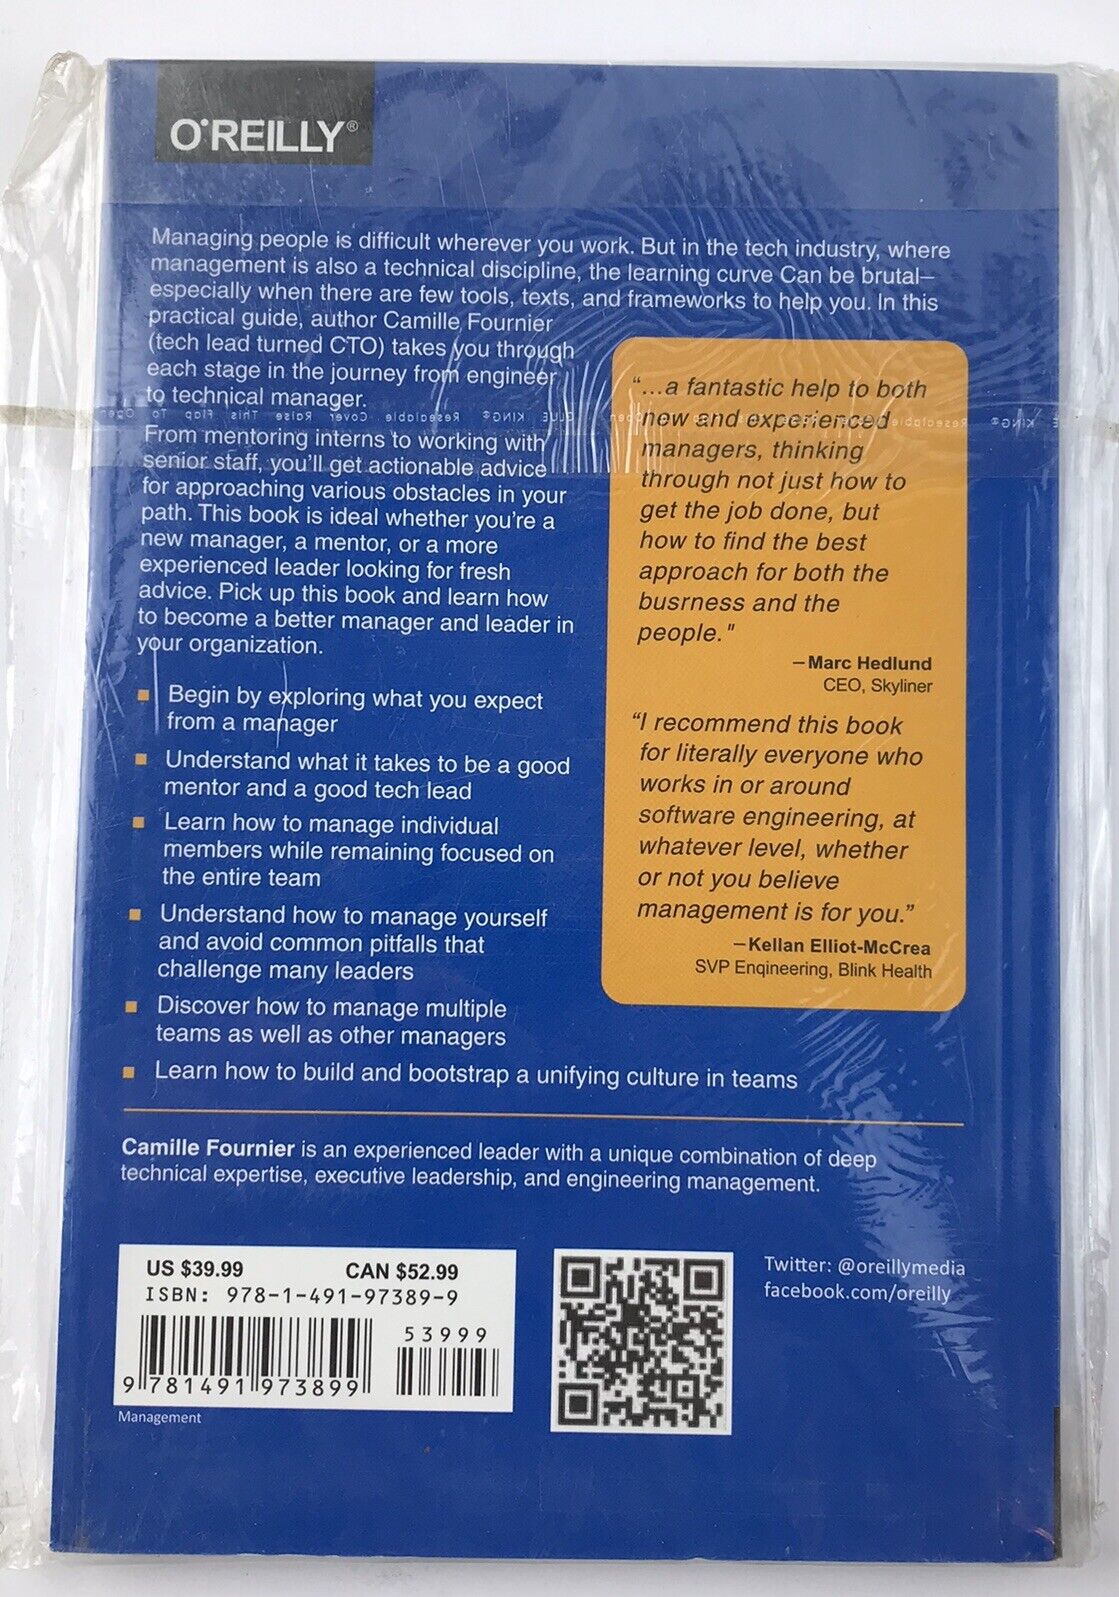 O'REILLY®
Managing people is difficult wherever you work. But in the tech industry, where
management is also a technical discipline, the learning curve Can be brutal—
especially when there are few tools, texts, and frameworks to help you. In this
practical guide, author Camille Fournier
(tech lead turned CTO) takes you through
each stage in the journey from engineer
to technical manager.
From mentoring interns to working with
senior staff, you'll get actionable advice
for approaching various obstacles in your
path. This book is ideal whether you're a
new manager, a mentor, or a more
experienced leader looking for fresh
advice. Pick up this book and learn how
to become a better manager and leader in
your organization.
Begin by exploring what you expect
from a manager
Understand what it takes to be a good
mentor and a good tech lead
Learn how to manage individual
members while remaining focused on
the entire team
Understand how to manage yourself
and avoid common pitfalls that
challenge many leaders
Discover how to manage multiple
teams as well as other managers
Learn how to build and bootstrap a unifying culture in teams
“...a fantastic help to both
new and experienced
managers, thinking
through not just how to
get the job done, but
how to find the best
approach for both the
busrness and the
people."
—Marc Hedlund
CEO, Skyliner
“I recommend this book
for literally everyone who
works in or around
software engineering, at
whatever level, whether
or not you believe
management is for you.”
—Kellan Elliot-McCrea
SVP Enqineering, Blink Health
Camille Fournier is an experienced leader with a unique combination of deep
technical expertise, executive leadership, and engineering management.
US $39.99 CAN $52.99
ISBN: 978-1-491-97389-9
53999
9 781491 973899
Management
Twitter: @oreillymedia
facebook.com/oreilly
KING® Resealable Cover Raise This Flap To Open